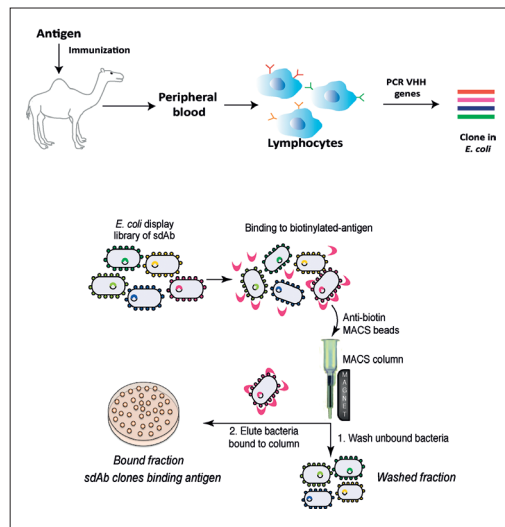 Antigen
Immunization
Peripheral
blood
Lymphocytes
PCR VHH
genes
Clone in
E. coli
E. coli display
library of sdAb
Binding to biotinylated-antigen
Anti-biotin
MACS beads
MACS column
MAGNET
2. Elute bacteria
bound to column
1. Wash unbound bacteria
Bound fraction
sdAb clones binding antigen
Washed fraction